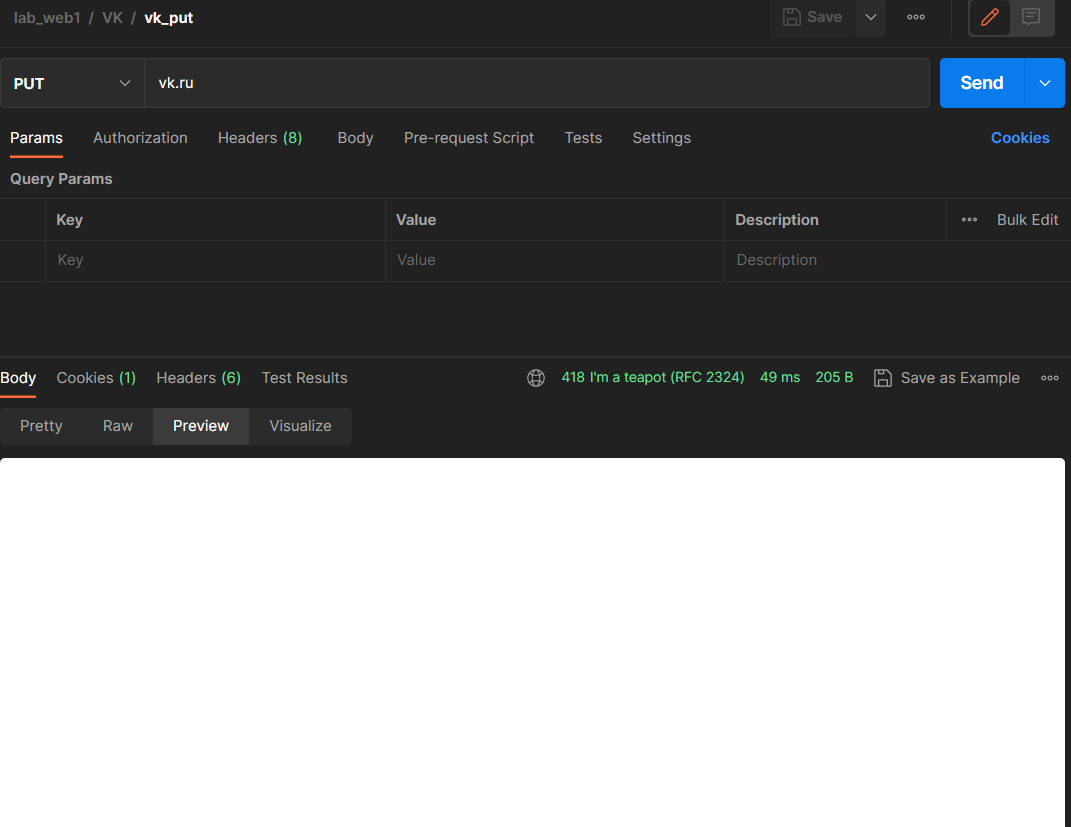 lab_web1 / VK / vk_put Save
PUT vk.ru Send
Params Authorization Headers (8) Body Pre-request Script Tests Settings Cookies
Query Params
Key Value Description Bulk Edit
Key Value Description
Body Cookies (1) Headers (6) Test Results 418 I'm a teapot (RFC 2324) 49 ms 205 B Save as Example
Pretty Raw Preview Visualize